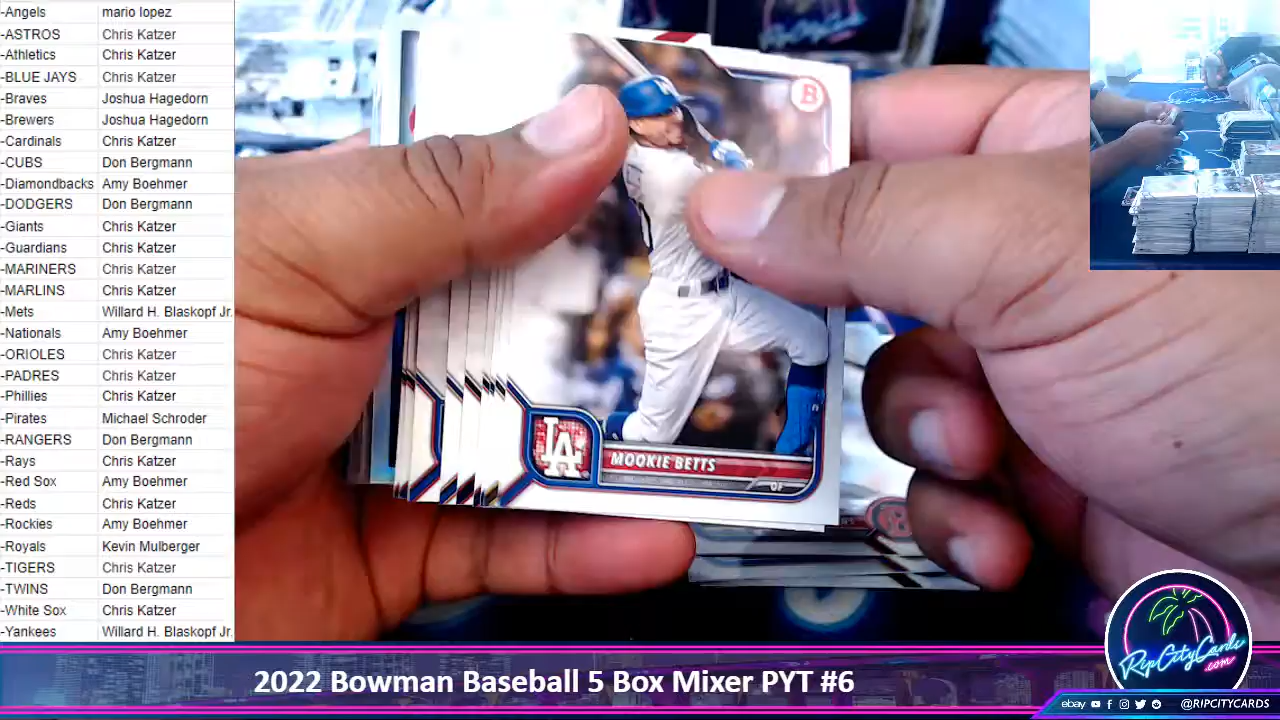 -Angels mario lopez
-ASTROS Chris Katzer
-Athletics Chris Katzer
-BLUE JAYS Chris Katzer
-Braves Joshua Hagedorn
-Brewers Joshua Hagedorn
-Cardinals Chris Katzer
-CUBS Don Bergmann
-Diamondbacks Amy Boehmer
-DODGERS Don Bergmann
-Giants Chris Katzer
-Guardians Chris Katzer
-MARINERS Chris Katzer
-MARLINS Chris Katzer
-Mets Willard H. Blaskopf Jr.
-Nationals Amy Boehmer
-ORIOLES Chris Katzer
-PADRES Chris Katzer
-Phillies Chris Katzer
-Pirates Michael Schroder
-RANGERS Don Bergmann
-Rays Chris Katzer
-Red Sox Amy Boehmer
-Reds Chris Katzer
-Rockies Amy Boehmer
-Royals Kevin Mulberger
-TIGERS Chris Katzer
-TWINS Don Bergmann
-White Sox Chris Katzer
-Yankees Willard H. Blaskopf Jr.
B
LA
MOOKIE BETTS
OF
RipCityCards
.com
2022 Bowman Baseball 5 Box Mixer PYT #6
ebay @RIPCITYCARDS